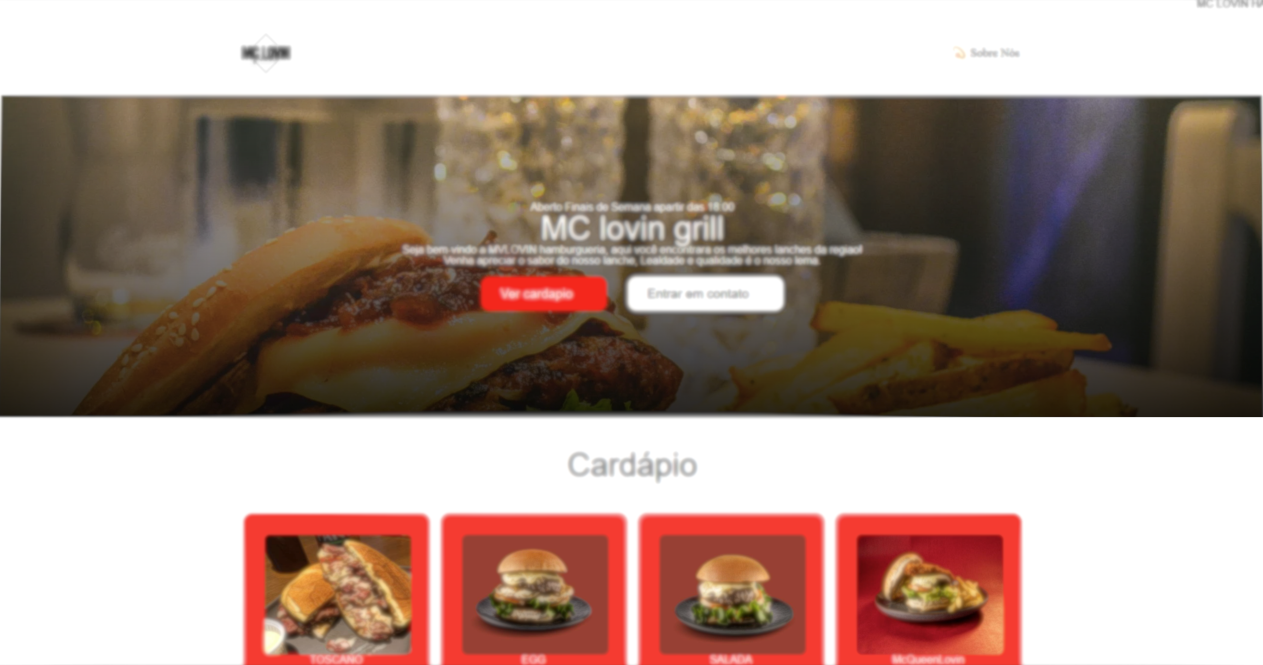 MC LOVIN
MC LOVIN
Sobre Nós
Aberto Finais de Semana apartir das 18:00
MC lovin grill
Seja bem-vindo a MVLOVIN hamburgueria, aqui você encontrará os melhores lanches da regiao!
Venha apreciar o sabor do nosso lanche, Lealdade e qualidade é o nosso lema
Ver cardapio
Entrar em contato
Cardápio
TOSCANO
EGG
SALADA
McQueenLovin